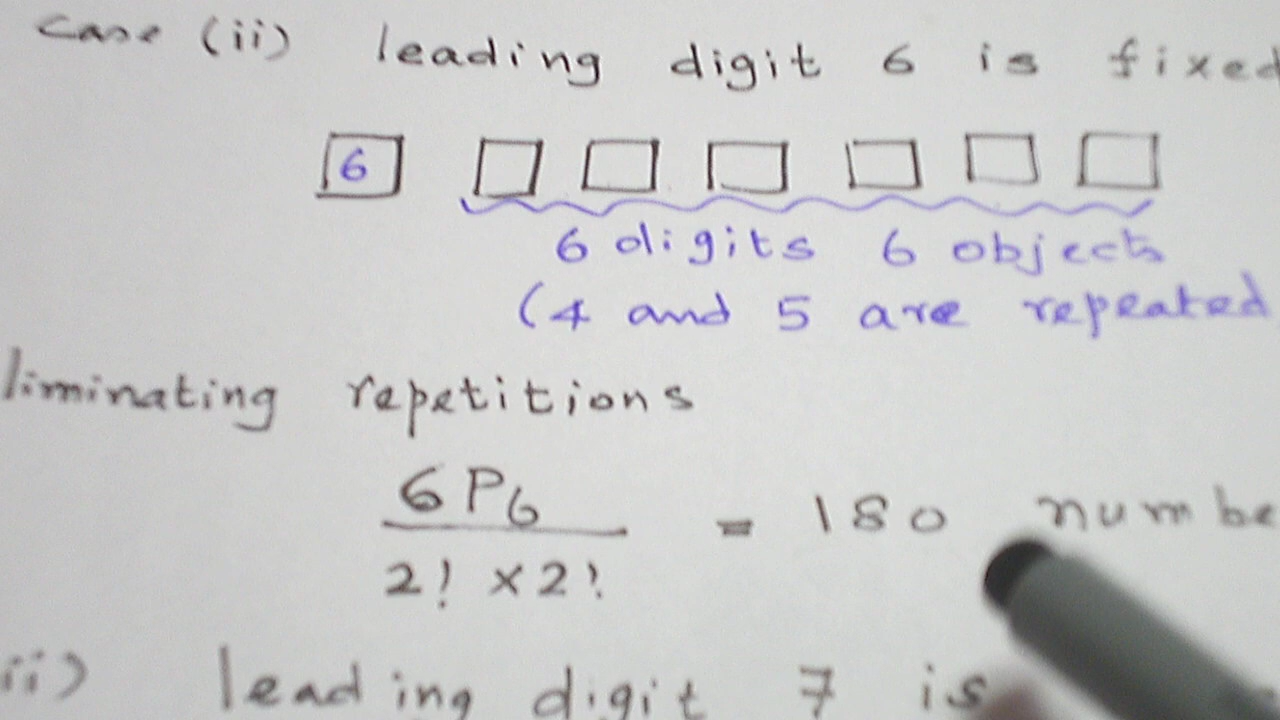 case (ii) leading digit 6 is fixed
6
6 digits 6 objects
(4 and 5 are repeated
liminating repetitions
6P6
2! x 2!
= 180 numbe
ii) leading digit 7 is